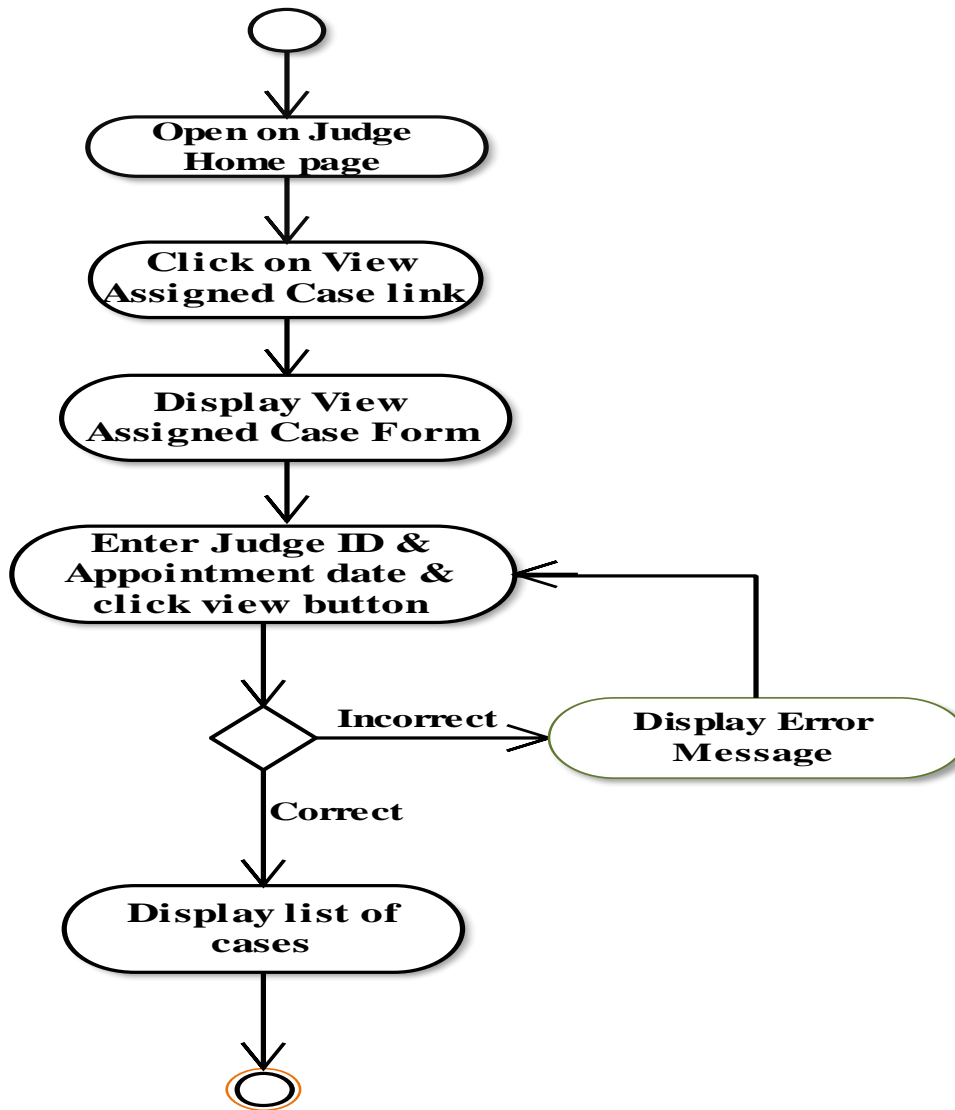 Open on Judge
Home page
Click on View
Assigned Case link
Display View
Assigned Case Form
Enter Judge ID &
Appointment date &
click view button
Incorrect
Display Error
Message
Correct
Display list of
cases